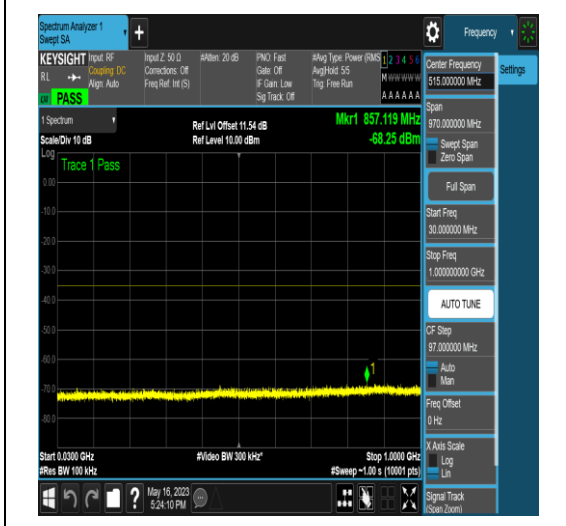 Spectrum Analyzer 1
Swept SA
+
Frequency
KEYSIGHT
RL
PASS
Input: RF
Coupling: DC
Align: Auto
Input Z: 50 Ω
Corrections: Off
Freq Ref: Int (S)
#Atten: 20 dB
PNO: Fast
Gate: Off
IF Gain: Low
Sig Track: Off
#Avg Type: Power (RMS
Avg|Hold: 5/5
Trig: Free Run
1 2 3 4 5 6
M W W W W W
A A A A A A
1 Spectrum
Scale/Div 10 dB
Ref Lvl Offset 11.54 dB
Ref Level 10.00 dBm
Mkr1 857.119 MHz
-68.25 dBm
Log
Trace 1 Pass
0.00
-10.0
-20.0
-30.0
-40.0
-50.0
-60.0
-70.0
-80.0
1
Start 0.0300 GHz
#Res BW 100 kHz
#Video BW 300 kHz*
Stop 1.0000 GHz
#Sweep ~1.00 s (10001 pts)
?
May 16, 2023
5:24:10 PM
Center Frequency
515.000000 MHz
Settings
Span
970.000000 MHz
Swept Span
Zero Span
Full Span
Start Freq
30.000000 MHz
Stop Freq
1.000000000 GHz
AUTO TUNE
CF Step
97.000000 MHz
Auto
Man
Freq Offset
0 Hz
X Axis Scale
Log
Lin
Signal Track
(Span Zoom)